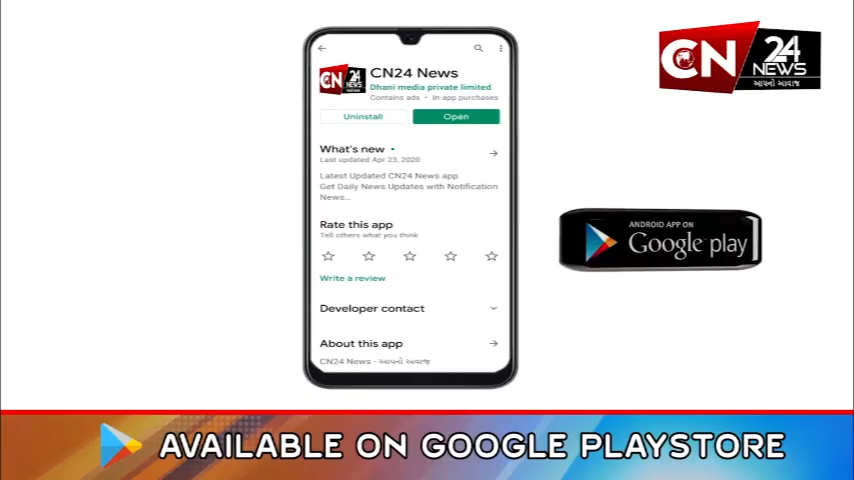 CN24 News
Dhani media private limited
Contains ads • In-app purchases
Uninstall
Open
What's new •
Last updated Apr 23, 2020
Latest Updated CN24 News app
Get Daily News Updates with Notification
News...
Rate this app
Tell others what you think
Write a review
Developer contact
About this app
CN24 News - આપનો અવાજ
CN 24
NEWS
આપનો અવાજ
ANDROID APP ON
Google play
AVAILABLE ON GOOGLE PLAYSTORE